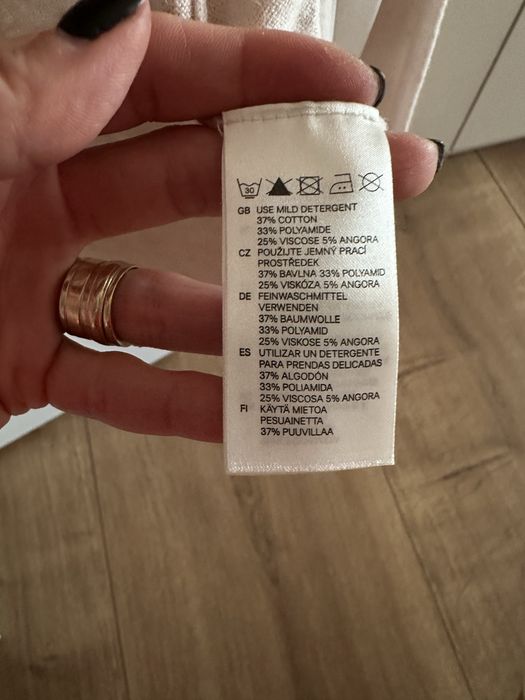 30
GB USE MILD DETERGENT
37% COTTON
33% POLYAMIDE
25% VISCOSE 5% ANGORA
CZ POUŽIJTE JEMNÝ PRACÍ
PROSTŘEDEK
37% BAVLNA 33% POLYAMID
25% VISKÓZA 5% ANGORA
DE FEINWASCHMITTEL
VERWENDEN
37% BAUMWOLLE
33% POLYAMID
25% VISKOSE 5% ANGORA
ES UTILIZAR UN DETERGENTE
PARA PRENDAS DELICADAS
37% ALGODÓN
33% POLIAMIDA
25% VISCOSA 5% ANGORA
FI KÄYTÄ MIETOA
PESUAINETTA
37% PUUVILLAA